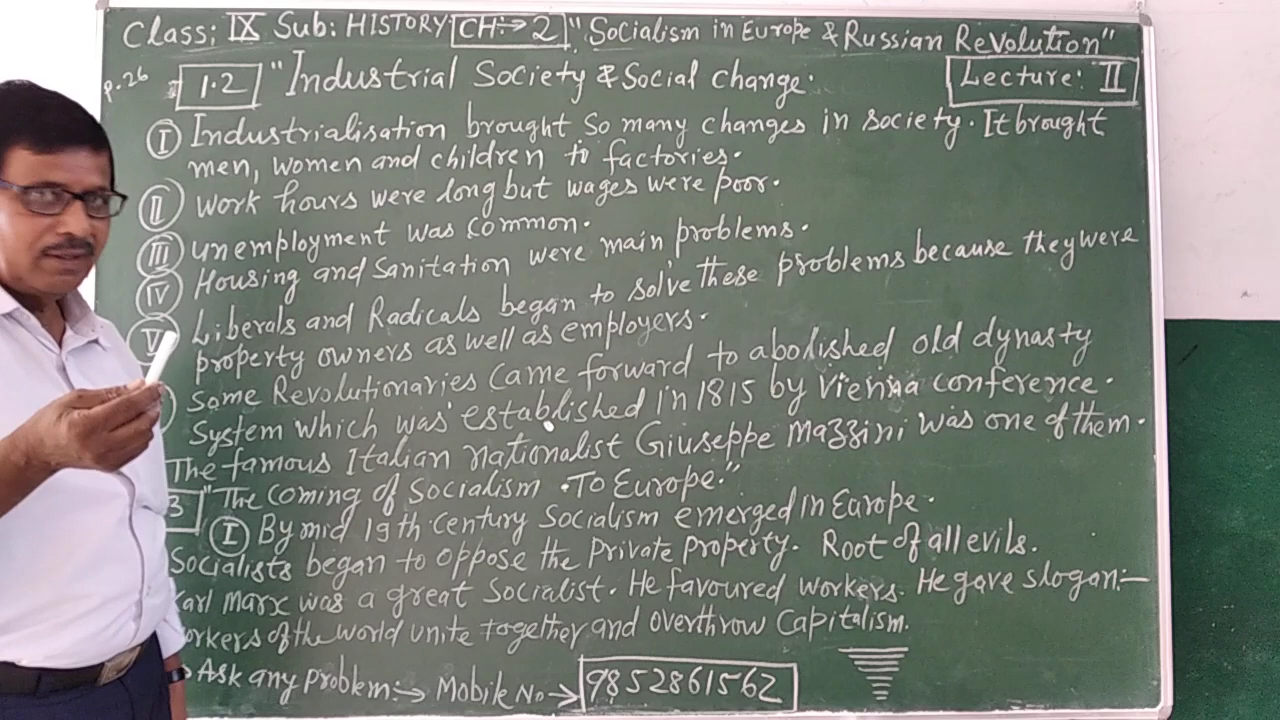 Class; IX Sub: HISTORY CH:→2 "Socialism in Europe & Russian Revolution"
P.26 1.2 "Industrial Society & Social change. Lecture: II
I Industrialisation brought so many changes in society. It brought
men, women and children to factories.
II Work hours were long but wages were poor.
III unemployment was common.
IV Housing and Sanitation were main problems.
V Liberals and Radicals began to solve these problems because they were
property owners as well as employers.
Some Revolutionaries came forward to abolished old dynasty
System which was established in 1815 by Vienna conference.
The famous Italian nationalist Giuseppe Mazzini was one of them.
3 "The coming of Socialism To Europe."
I By mid 19th century Socialism emerged in Europe.
Socialists began to oppose the Private Property. Root of all evils.
Karl Marx was a great Socialist. He favoured workers. He gave slogan:—
orkers of the world unite together and overthrow Capitalism.
Ask any problem:→ Mobile No→ 9852861562